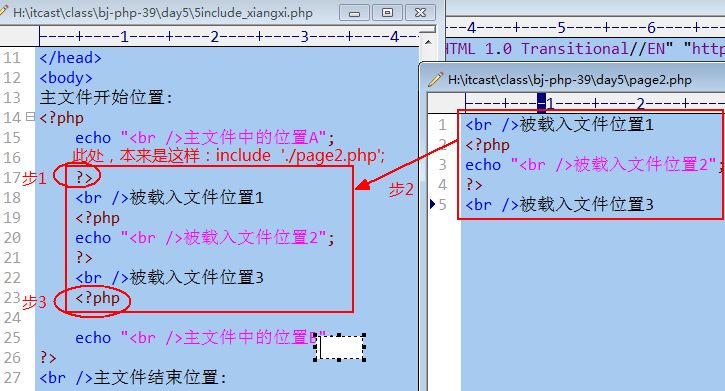 H:\itcast\class\bj-php-39\day5\5include_xiangxi.php
----+----1----+----2----+----3----+----4--
11 </head>
12 <body>
13 主文件开始位置:
14 <?php
15 echo "<br />主文件中的位置A";
16 此处，本来是这样：include './page2.php';
步1
17 ?>
18 <br />被载入文件位置1
19 <?php
20 echo "<br />被载入文件位置2";
21 ?>
22 <br />被载入文件位置3
步3
23 <?php
24
25 echo "<br />主文件中的位置B"
26 ?>
27 <br />主文件结束位置:
步2
-4----+----5----+----6----+----7--
HTML 1.0 Transitional//EN" "http
H:\itcast\class\bj-php-39\day5\page2.php
----+----1----+----2--
1 <br />被载入文件位置1
2 <?php
3 echo "<br />被载入文件位置2";
4 ?>
5 <br />被载入文件位置3